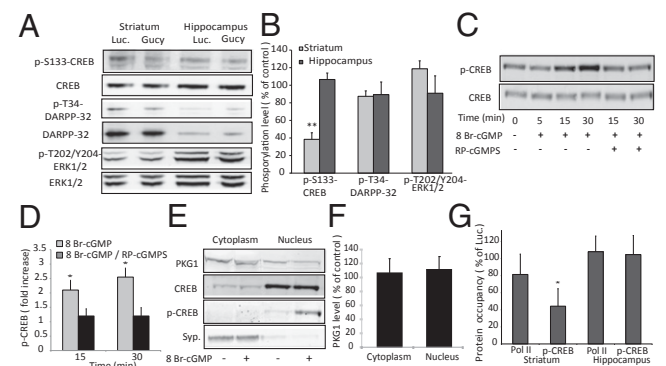 A
Striatum Hippocampus
Luc. Gucy Luc. Gucy
p-S133-CREB
CREB
p-T34-
DARPP-32
DARPP-32
p-T202/Y204-
ERK1/2
ERK1/2
B
Phosporylation level ( % of control )
140
120
100
80
60
40
20
0
Striatum
Hippocampus
**
p-S133-
CREB
p-T34-
DARPP-32
p-T202/Y204-
ERK1/2
C
p-CREB
CREB
Time (min) 0 5 15 30 15 30
8 Br-cGMP - + + + + +
RP-cGMPS - - - - + +
D
p-CREB ( fold increase)
3.5
3
2.5
2
1.5
1
0.5
0
8 Br-cGMP
8 Br-cGMP / RP-cGMPS
* *
15 30
Time (min)
E
Cytoplasm Nucleus
PKG1
CREB
p-CREB
Syp.
8 Br-cGMP - + - +
F
PKG1 level ( % of control )
140
120
100
80
60
40
20
0
Cytoplasm Nucleus
G
Protein occupancy ( % of Luc.)
120
100
80
60
40
20
0
*
Pol II p-CREB Pol II p-CREB
Striatum Hippocampus